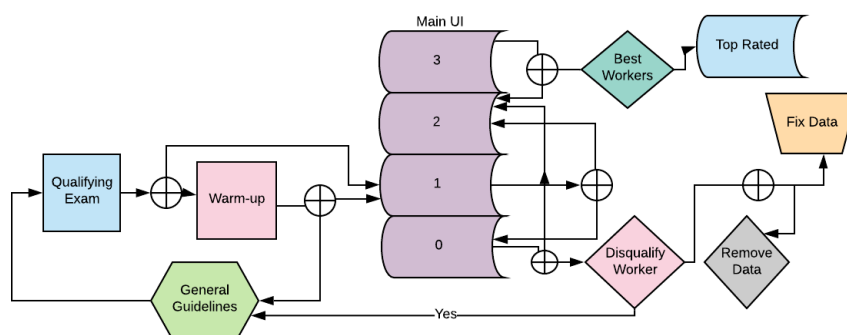 Main UI
3
Best
Workers
Top Rated
2
Fix Data
Qualifying
Exam
Warm-up
1
0
Disqualify
Worker
Remove
Data
General
Guidelines
Yes